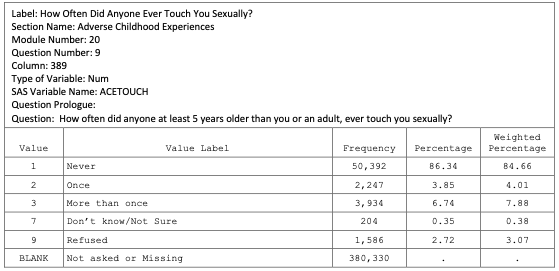 Label: How Often Did Anyone Ever Touch You Sexually?
Section Name: Adverse Childhood Experiences
Module Number: 20
Question Number: 9
Column: 389
Type of Variable: Num
SAS Variable Name: ACETOUCH
Question Prologue:
Question:  How often did anyone at least 5 years older than you or an adult, ever touch you sexually?
Value Value Label Frequency Percentage Weighted Percentage
1 Never 50,392 86.34 84.66
2 Once 2,247 3.85 4.01
3 More than once 3,934 6.74 7.88
7 Don't know/Not Sure 204 0.35 0.38
9 Refused 1,586 2.72 3.07
BLANK Not asked or Missing 380,330 . .